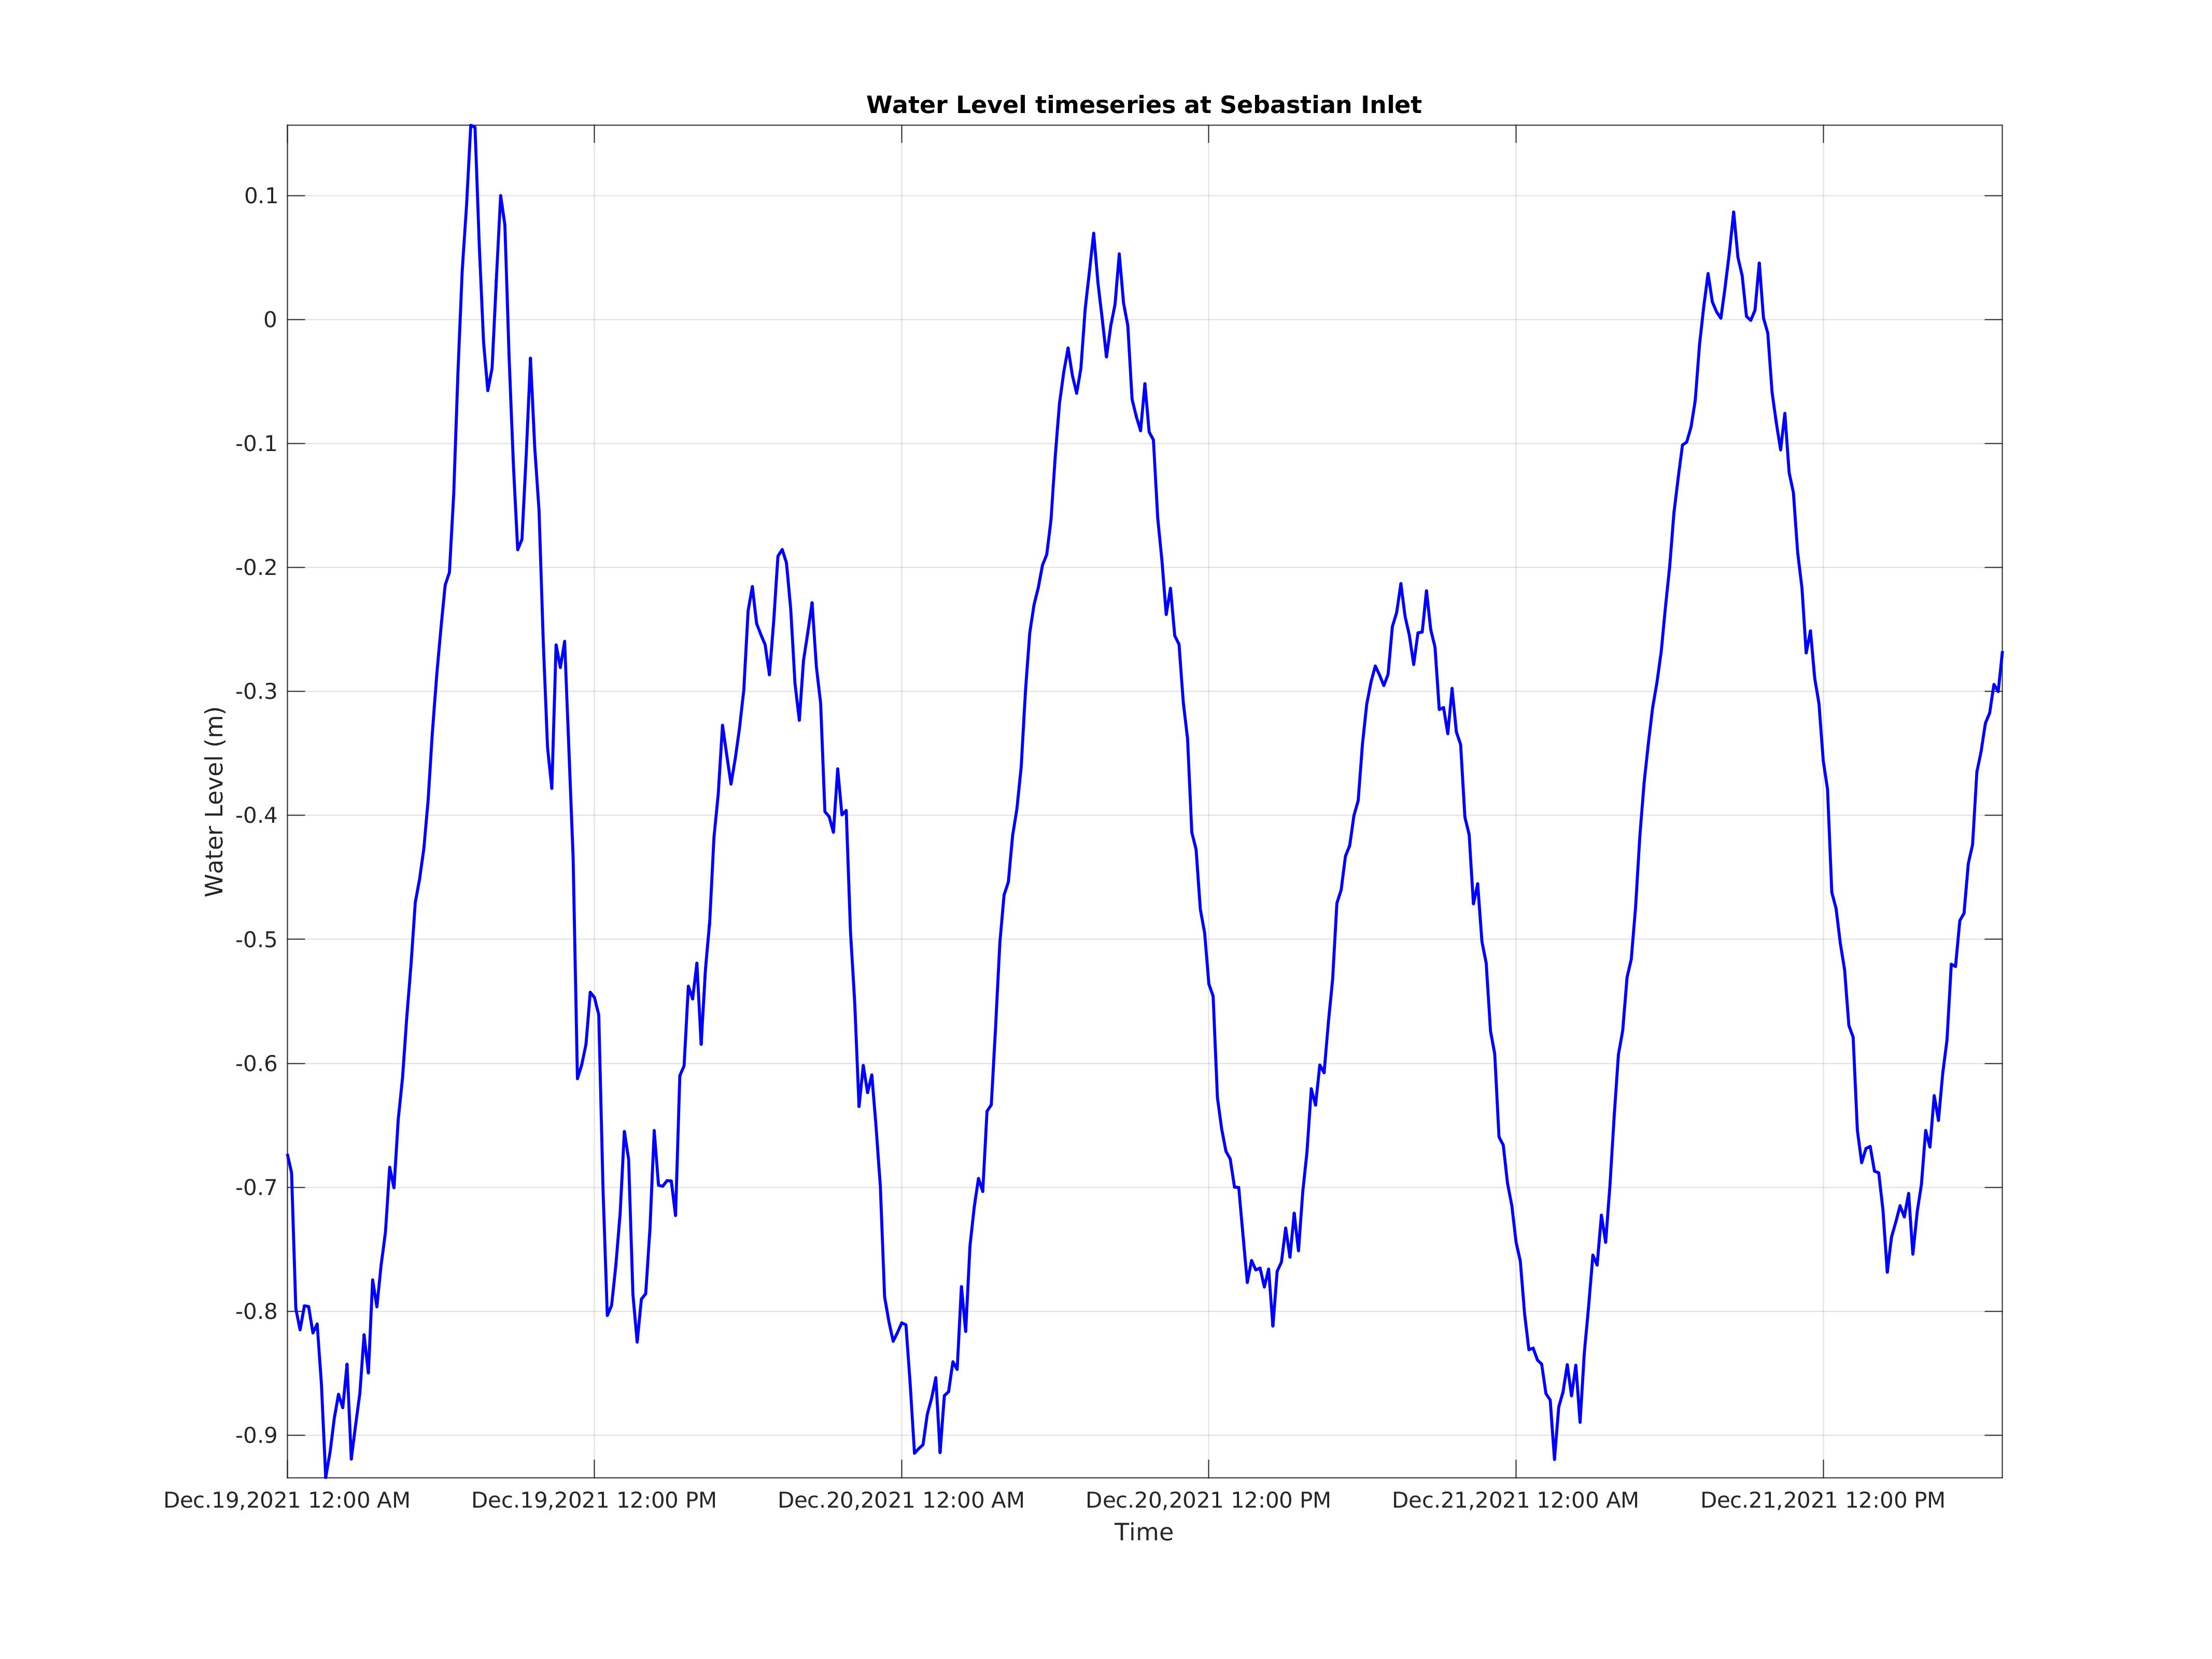 Water Level timeseries at Sebastian Inlet
0.1
0
-0.1
-0.2
-0.3
-0.4
-0.5
-0.6
-0.7
-0.8
-0.9
Water Level (m)
Dec.19,2021 12:00 AM
Dec.19,2021 12:00 PM
Dec.20,2021 12:00 AM
Dec.20,2021 12:00 PM
Dec.21,2021 12:00 AM
Dec.21,2021 12:00 PM
Time